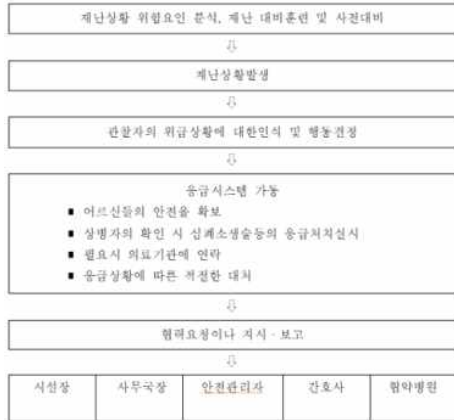 재난상황 위험요인 분석, 재난 대비훈련 및 사전대비
⇩
재난상황발생
⇩
관찰자의 위급상황에 대한인식 및 행동결정
⇩
응급시스템 가동
■ 어르신들의 안전을 확보
■ 상병자의 확인 시 심폐소생술등의 응급처치실시
■ 필요시 의료기관에 연락
■ 응급상황에 따른 적절한 대처
⇩
협력요청이나 지시·보고
⇩
시설장 사무국장 안전관리자 간호사 협약병원